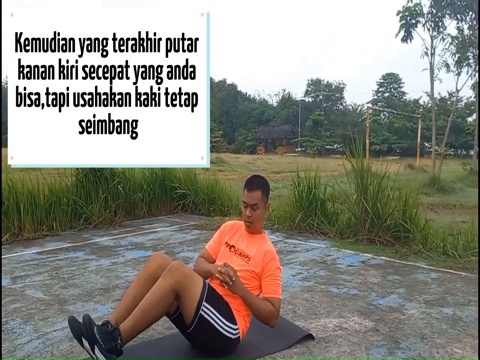 Kemudian yang terakhir putar
kanan kiri secepat yang anda
bisa,tapi usahakan kaki tetap
seimbang